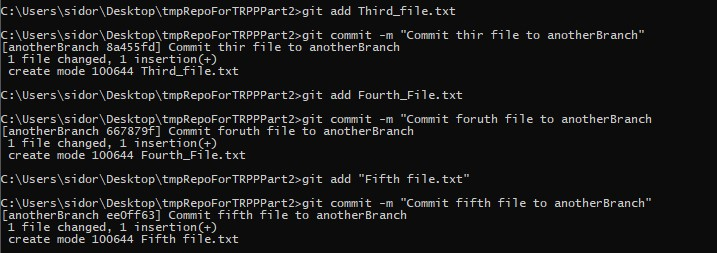 C:\Users\sidor\Desktop\tmpRepoForTRPPPart2>git add Third_file.txt
C:\Users\sidor\Desktop\tmpRepoForTRPPPart2>git commit -m "Commit thir file to anotherBranch"
[anotherBranch 8a455fd] Commit thir file to anotherBranch
1 file changed, 1 insertion(+)
create mode 100644 Third_file.txt
C:\Users\sidor\Desktop\tmpRepoForTRPPPart2>git add Fourth_File.txt
C:\Users\sidor\Desktop\tmpRepoForTRPPPart2>git commit -m "Commit foruth file to anotherBranch
[anotherBranch 667879f] Commit foruth file to anotherBranch
1 file changed, 1 insertion(+)
create mode 100644 Fourth_File.txt
C:\Users\sidor\Desktop\tmpRepoForTRPPPart2>git add "Fifth file.txt"
C:\Users\sidor\Desktop\tmpRepoForTRPPPart2>git commit -m "Commit fifth file to anotherBranch"
[anotherBranch ee0ff63] Commit fifth file to anotherBranch
1 file changed, 1 insertion(+)
create mode 100644 Fifth file.txt